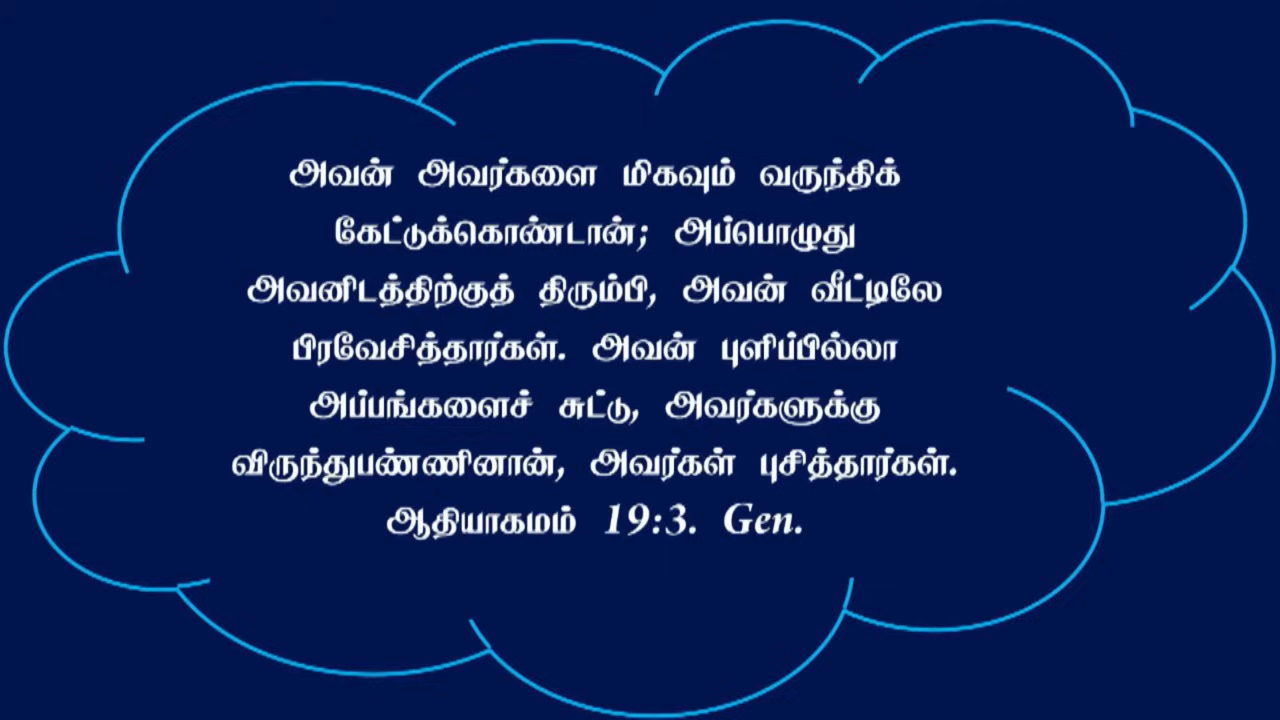 அவன் அவர்களை மிகவும் வருந்திக்
கேட்டுக்கொண்டான்; அப்பொழுது
அவனிடத்திற்குத் திரும்பி, அவன் வீட்டிலே
பிரவேசித்தார்கள். அவன் புளிப்பில்லா
அப்பங்களைச் சுட்டு, அவர்களுக்கு
விருந்துபண்ணினான், அவர்கள் புசித்தார்கள்.
ஆதியாகமம் 19:3. Gen.